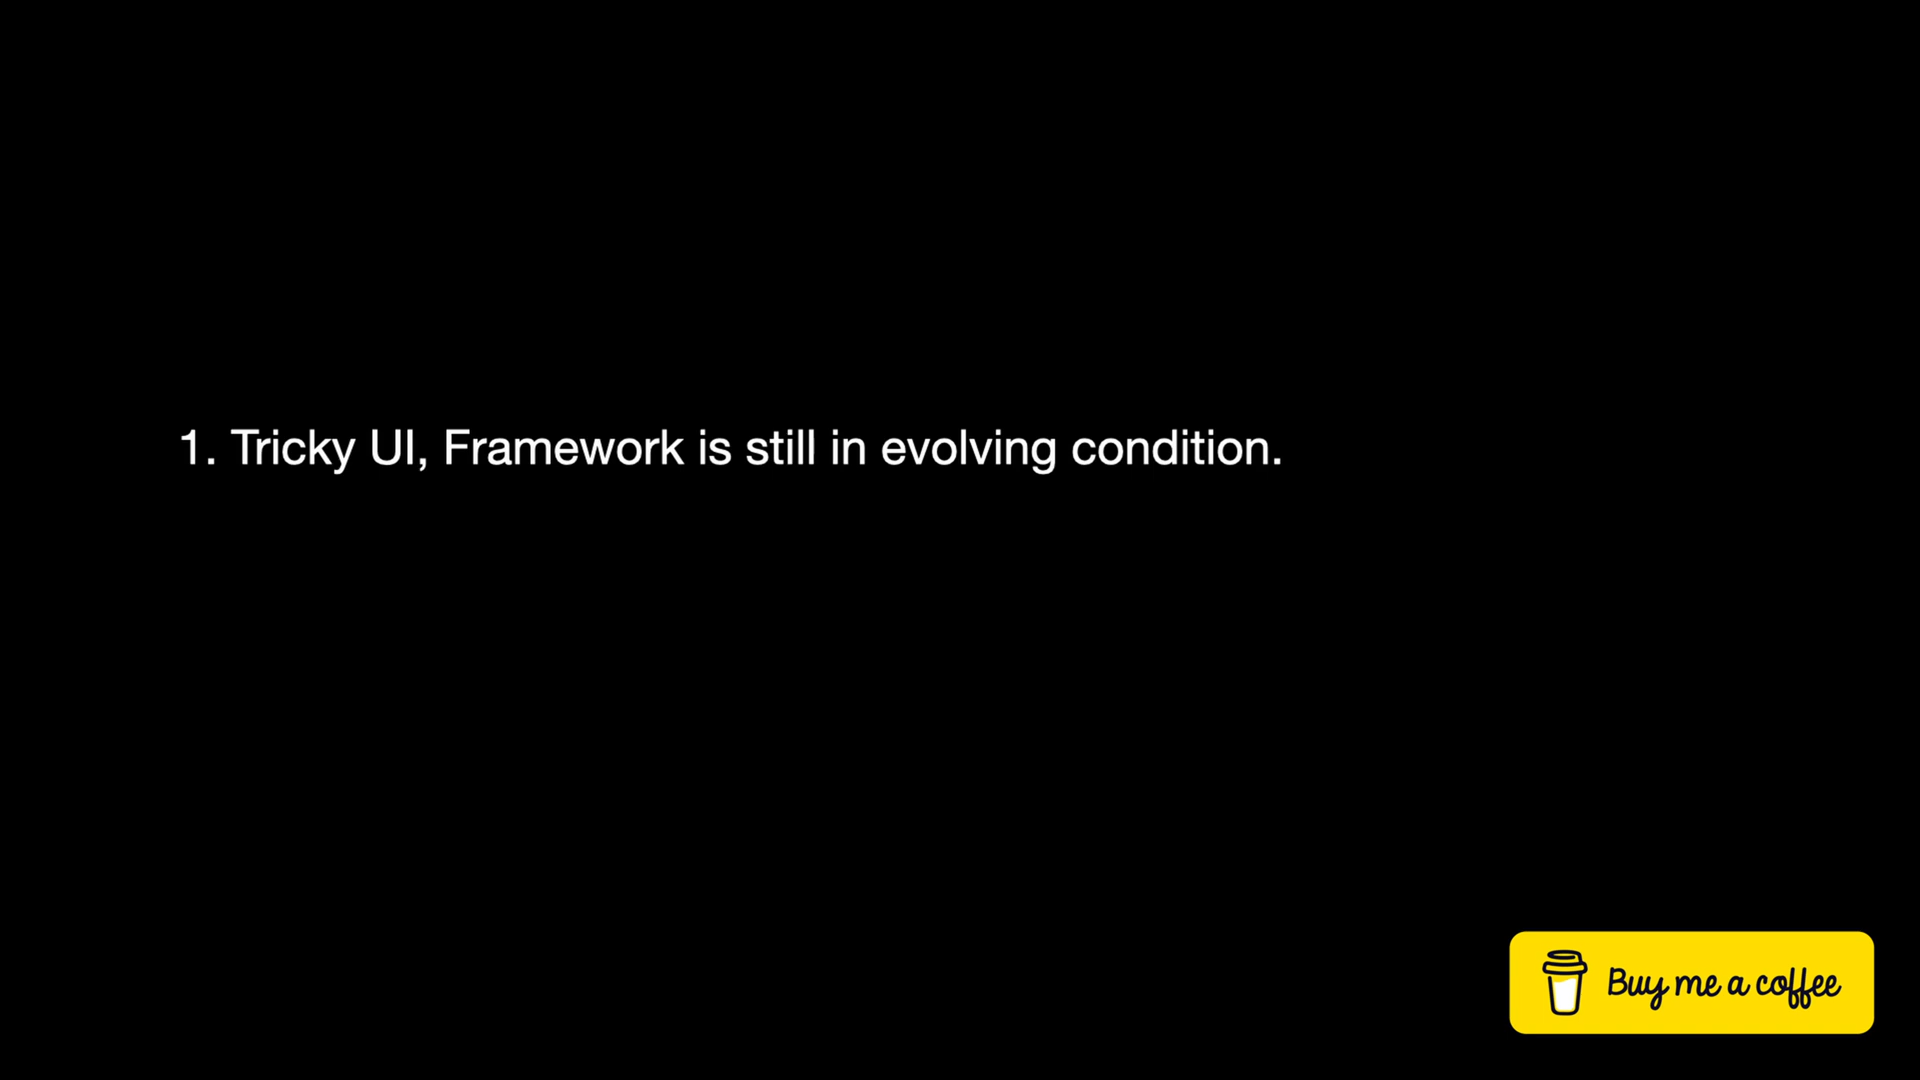 1. Tricky UI, Framework is still in evolving condition.
Buy me a coffee